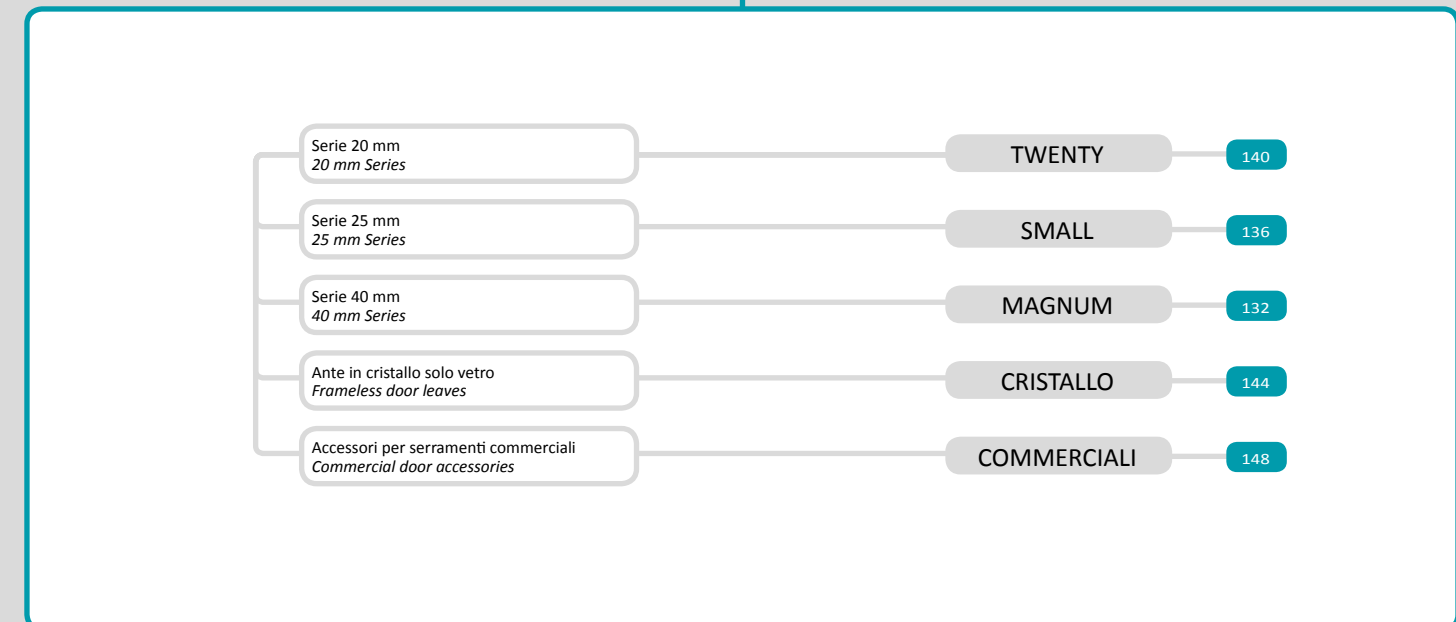 Serie 20 mm
20 mm Series
TWENTY
140
Serie 25 mm
25 mm Series
SMALL
136
Serie 40 mm
40 mm Series
MAGNUM
132
Ante in cristallo solo vetro
Frameless door leaves
CRISTALLO
144
Accessori per serramenti commerciali
Commercial door accessories
COMMERCIALI
148